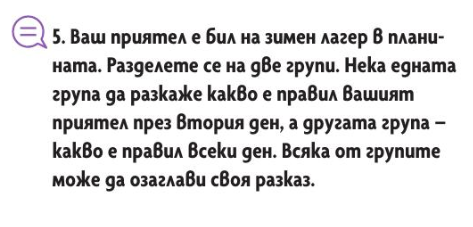 5. Ваш приятел е бил на зимен лагер в плани-
ната. Разделете се на две групи. Нека едната
група да разкаже какво е правил вашият
приятел през втория ден, а другата група –
какво е правил всеки ден. Всяка от групите
може да озаглави своя разказ.